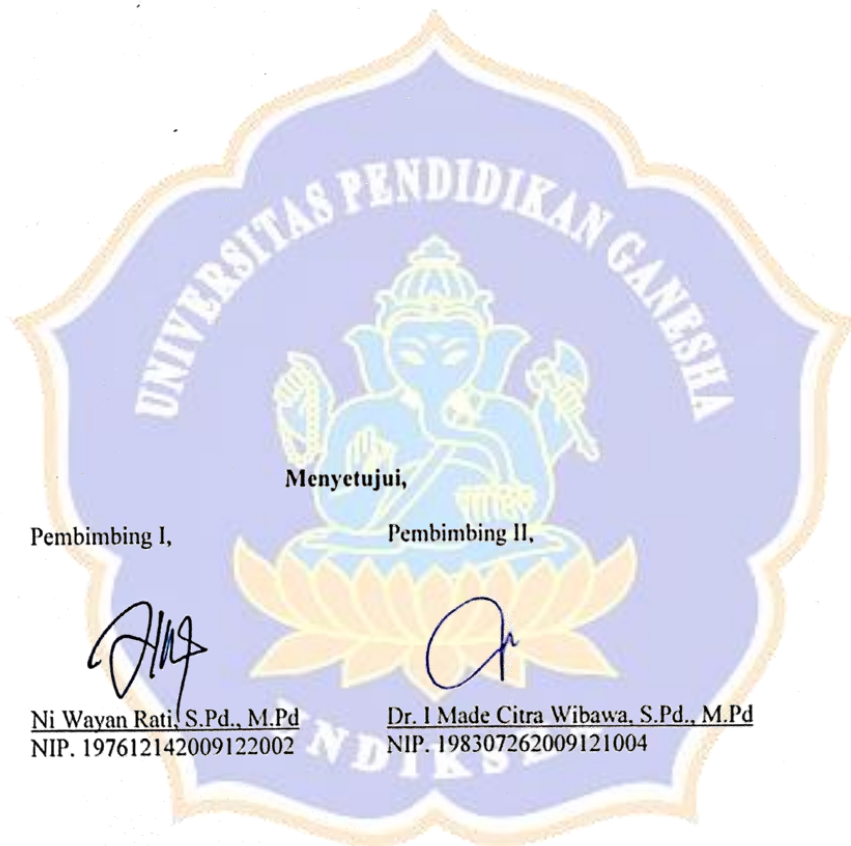 UNIVERSITAS PENDIDIKAN GANESHA
Menyetujui,
Pembimbing I,
Pembimbing II,
Ni Wayan Rati, S.Pd., M.Pd
NIP. 197612142009122002
Dr. I Made Citra Wibawa, S.Pd., M.Pd
NIP. 198307262009121004
UNDIKSHA